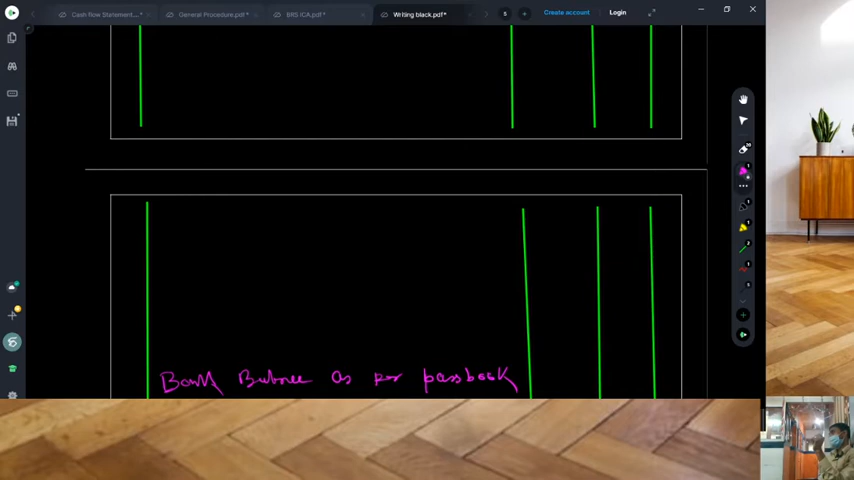 Cash flow Statement....*
General Procedure.pdf*
BRS ICA.pdf*
Writing black.pdf*
5
Create account
Login
Bank Balance as per passbook